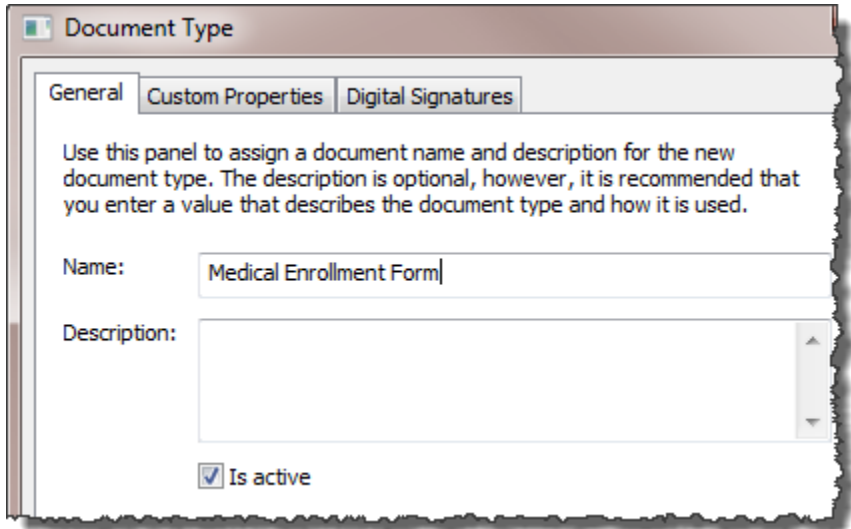 Document Type
General Custom Properties Digital Signatures
Use this panel to assign a document name and description for the new
document type. The description is optional, however, it is recommended that
you enter a value that describes the document type and how it is used.
Name: Medical Enrollment Form
Description:
Is active